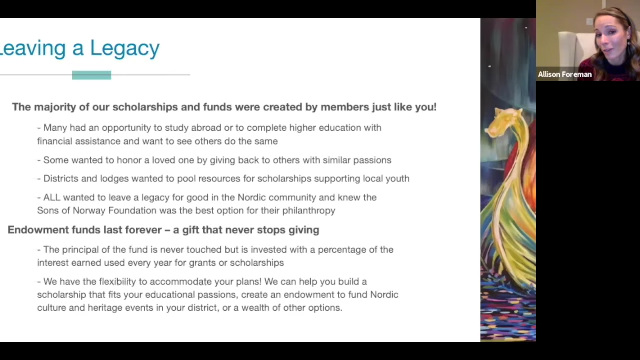 Leaving a Legacy
Allison Foreman
The majority of our scholarships and funds were created by members just like you!
- Many had an opportunity to study abroad or to complete higher education with
financial assistance and want to see others do the same
- Some wanted to honor a loved one by giving back to others with similar passions
- Districts and lodges wanted to pool resources for scholarships supporting local youth
- ALL wanted to leave a legacy for good in the Nordic community and knew the
Sons of Norway Foundation was the best option for their philanthropy
Endowment funds last forever – a gift that never stops giving
- The principal of the fund is never touched but is invested with a percentage of the
interest earned used every year for grants or scholarships
- We have the flexibility to accommodate your plans! We can help you build a
scholarship that fits your educational passions, create an endowment to fund Nordic
culture and heritage events in your district, or a wealth of other options.